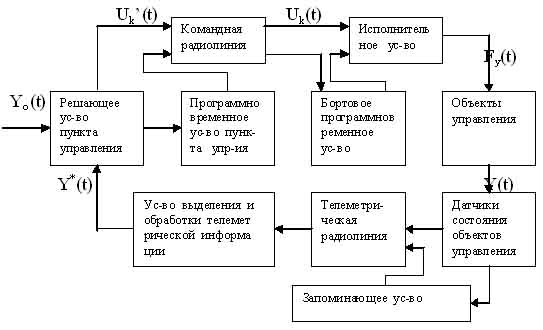 Uk’(t)
Uk(t)
Командная
радиолиния
Исполнитель
ное ус-во
Fу(t)
Yo(t)
Решающее
ус-во
пункта
управления
Программно
временное
ус-во пунк-
та упр-ия
Бортовое
программнов
ременное
ус-во
Объекты
управления
Y*(t)
Y(t)
Ус-во выделения и
обработки телемет
рической информа
ции
Телеметри-
ческая
радиолиния
Датчики
состояния
объектов
управления
Запоминающее ус-во